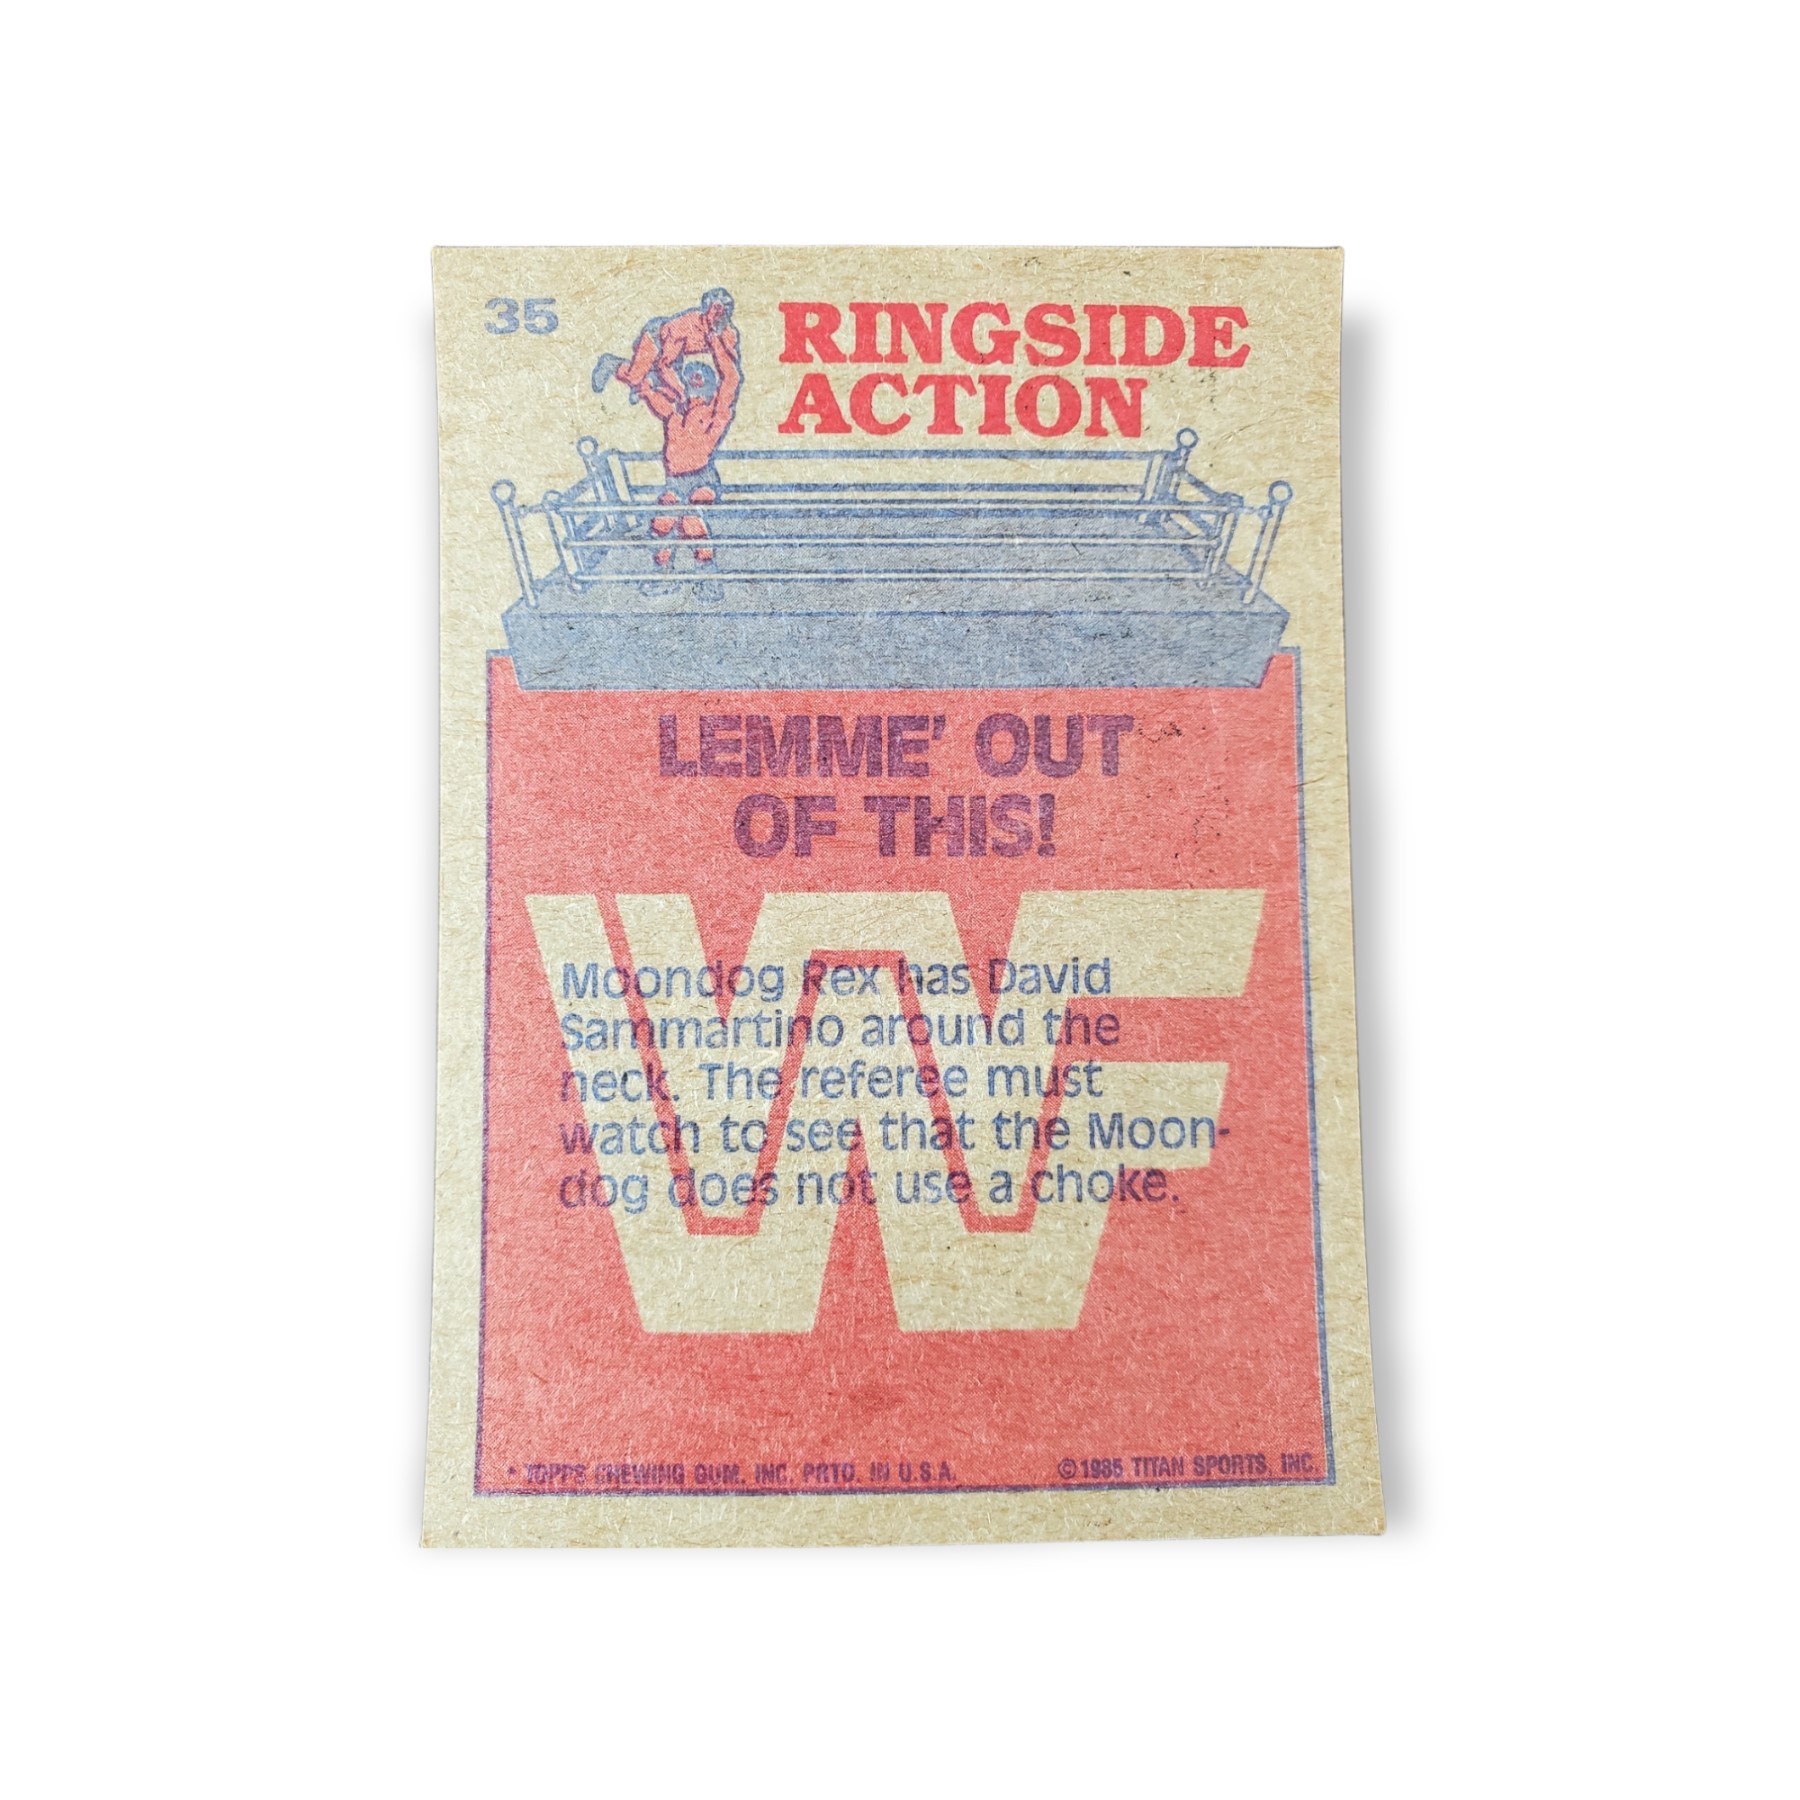 35
RINGSIDE
ACTION
LEMME' OUT
OF THIS!
WF
Moondog Rex has David
Sammartino around the
neck. The referee must
watch to see that the Moon-
dog does not use a choke.
* TOPPS CHEWING GUM, INC. PRTD. IN U.S.A.
©1985 TITAN SPORTS, INC.